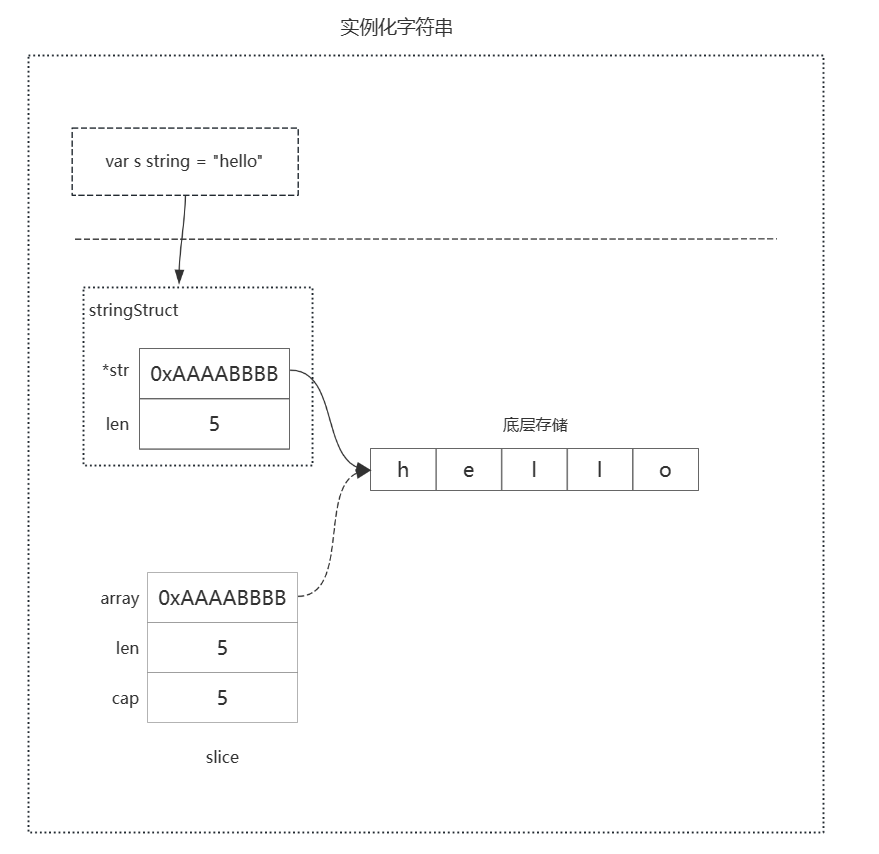 实例化字符串
var s string = "hello"
stringStruct
*str 0xAAAABBBB
len 5
底层存储
h e l l o
array 0xAAAABBBB
len 5
cap 5
slice